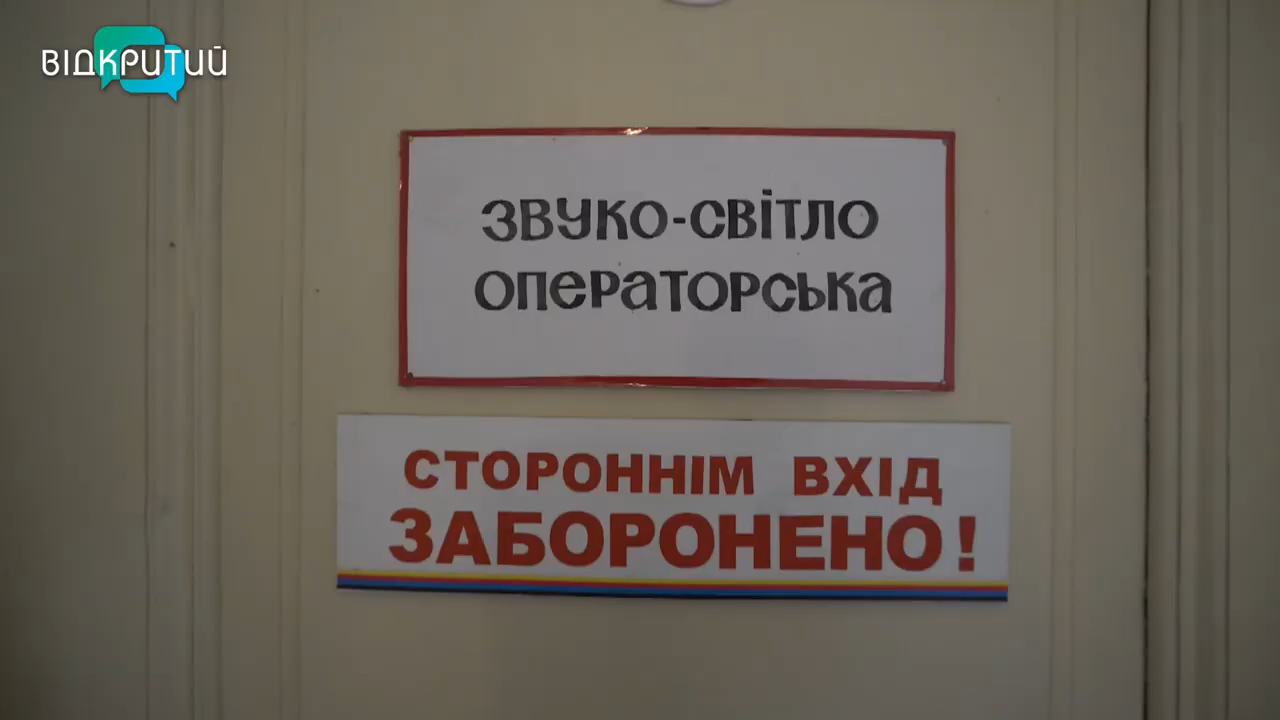 ВІДКРИТИЙ
ЗВУКО-СВІТЛО
ОПЕРАТОРСЬКА
СТОРОННІМ ВХІД
ЗАБОРОНЕНО!